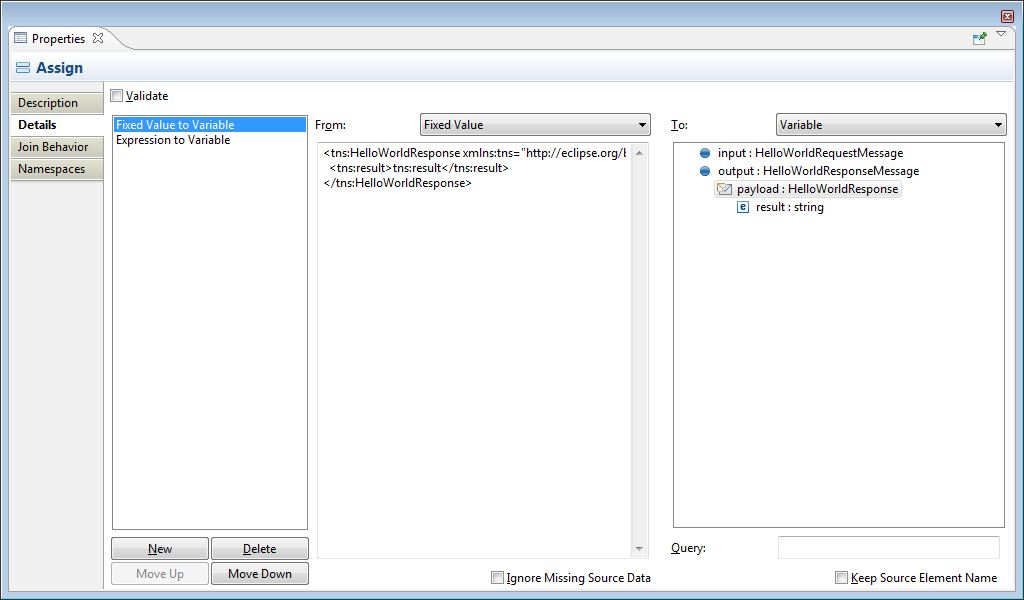 Properties
Assign
Description
Details
Join Behavior
Namespaces
Validate
Fixed Value to Variable
Expression to Variable
New
Delete
Move Up
Move Down
From:
Fixed Value
<tns:HelloWorldResponse xmlns:tns="http://eclipse.org/b
<tns:result>tns:result</tns:result>
</tns:HelloWorldResponse>
Ignore Missing Source Data
To:
Variable
input : HelloWorldRequestMessage
output : HelloWorldResponseMessage
payload : HelloWorldResponse
e result : string
Query:
Keep Source Element Name